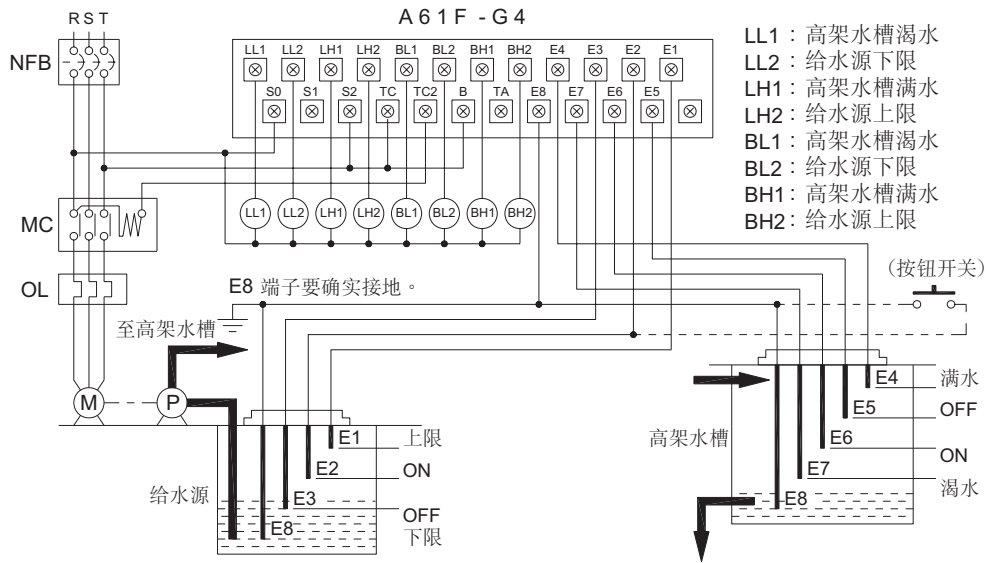 A61F-G4
R S T
NFB
LL1 LL2 LH1 LH2 BL1 BL2 BH1 BH2 E4 E3 E2 E1
S0 S1 S2 TC TC2 B TA E8 E7 E6 E5
LL1：高架水槽渴水
LL2：给水源下限
LH1：高架水槽满水
LH2：给水源上限
BL1：高架水槽渴水
BL2：给水源下限
BH1：高架水槽满水
BH2：给水源上限
MC
LL1 LL2 LH1 LH2 BL1 BL2 BH1 BH2
OL
E8 端子要确实接地。
（按钮开关）
至高架水槽
M
P
E1 上限
E2 ON
给水源
E3 OFF
E8 下限
E4 满水
E5 OFF
高架水槽
E6 ON
E7 渴水
E8